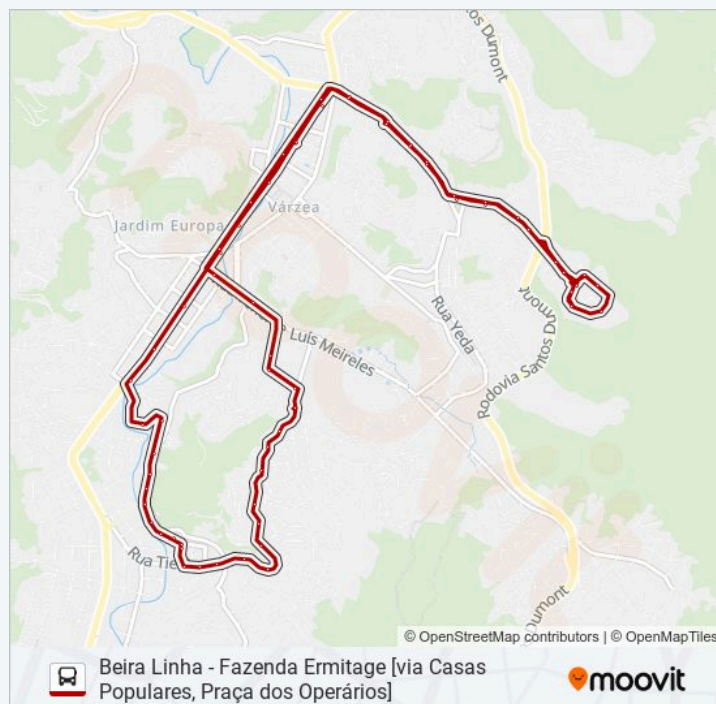 os Dumont
Várzea
Jardim Europa
Luís Meireles
Rua Yeda
Rodovia Santos Dumont
Rua Tie
Dumont
© OpenStreetMap contributors | © OpenMapTiles
Beira Linha - Fazenda Ermitage [via Casas
Populares, Praça dos Operários]
moovit